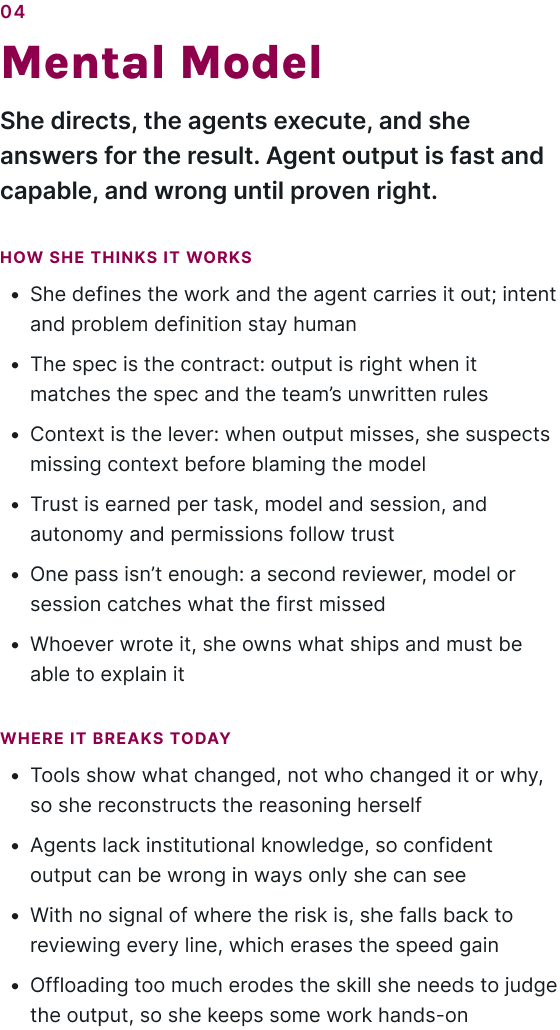 04
Mental Model
She directs, the agents execute, and she
answers for the result. Agent output is fast and
capable, and wrong until proven right.
HOW SHE THINKS IT WORKS
• She defines the work and the agent carries it out; intent
and problem definition stay human
• The spec is the contract: output is right when it
matches the spec and the team’s unwritten rules
• Context is the lever: when output misses, she suspects
missing context before blaming the model
• Trust is earned per task, model and session, and
autonomy and permissions follow trust
• One pass isn’t enough: a second reviewer, model or
session catches what the first missed
• Whoever wrote it, she owns what ships and must be
able to explain it
WHERE IT BREAKS TODAY
• Tools show what changed, not who changed it or why,
so she reconstructs the reasoning herself
• Agents lack institutional knowledge, so confident
output can be wrong in ways only she can see
• With no signal of where the risk is, she falls back to
reviewing every line, which erases the speed gain
• Offloading too much erodes the skill she needs to judge
the output, so she keeps some work hands-on